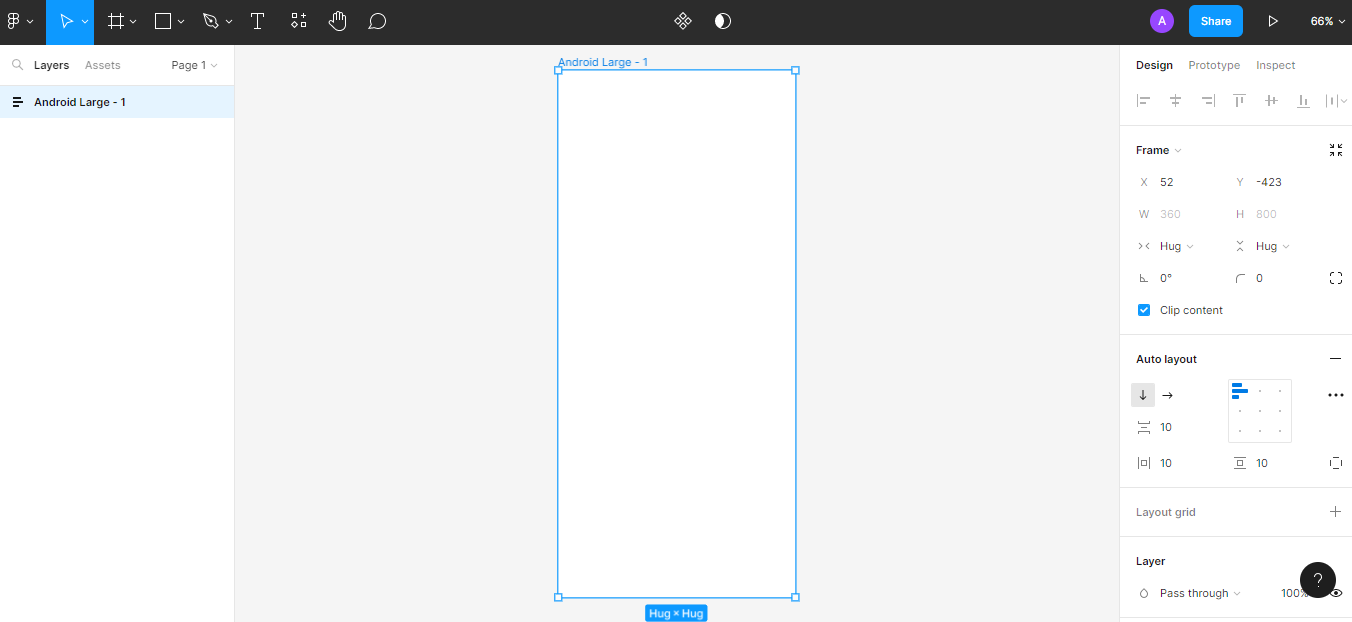 A
Share
66%
Layers
Assets
Page 1
Android Large - 1
Android Large - 1
Hug × Hug
Design
Prototype
Inspect
Frame
X 52 Y -423
W 360 H 800
Hug Hug
0° 0
Clip content
Auto layout
10
10 10
Layout grid
Layer
?
Pass through 100%